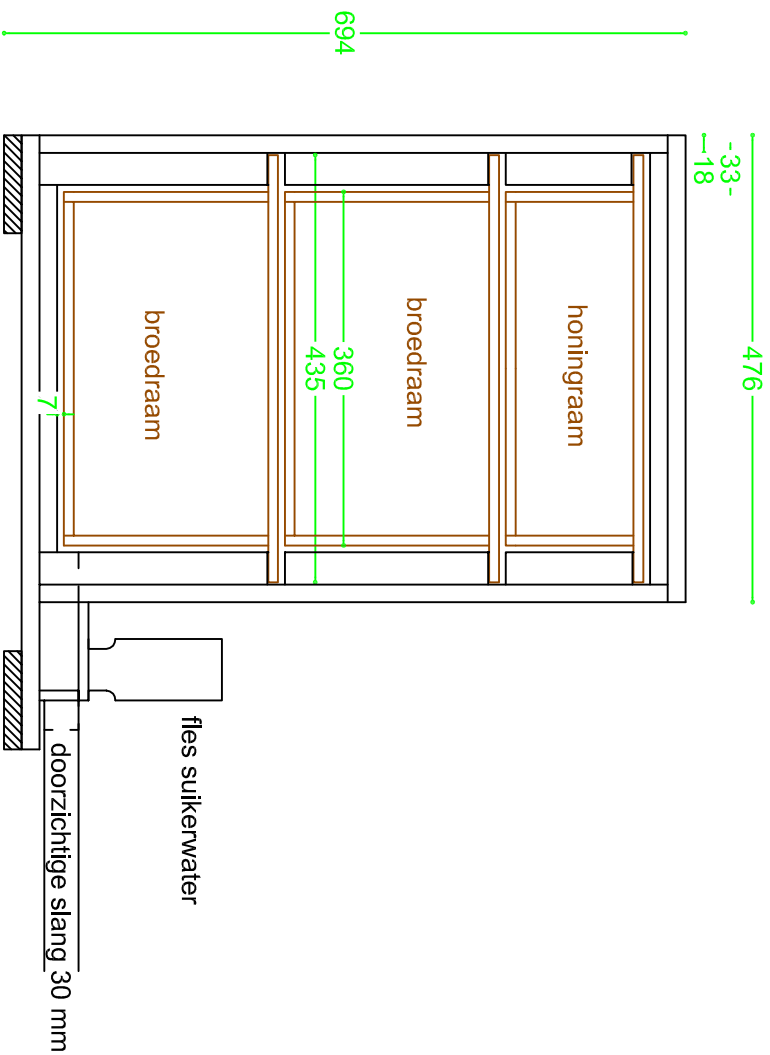 476
-33-
18
694
honingraam
broedraam
360
435
broedraam
7
fles suikerwater
doorzichtige slang 30 mm